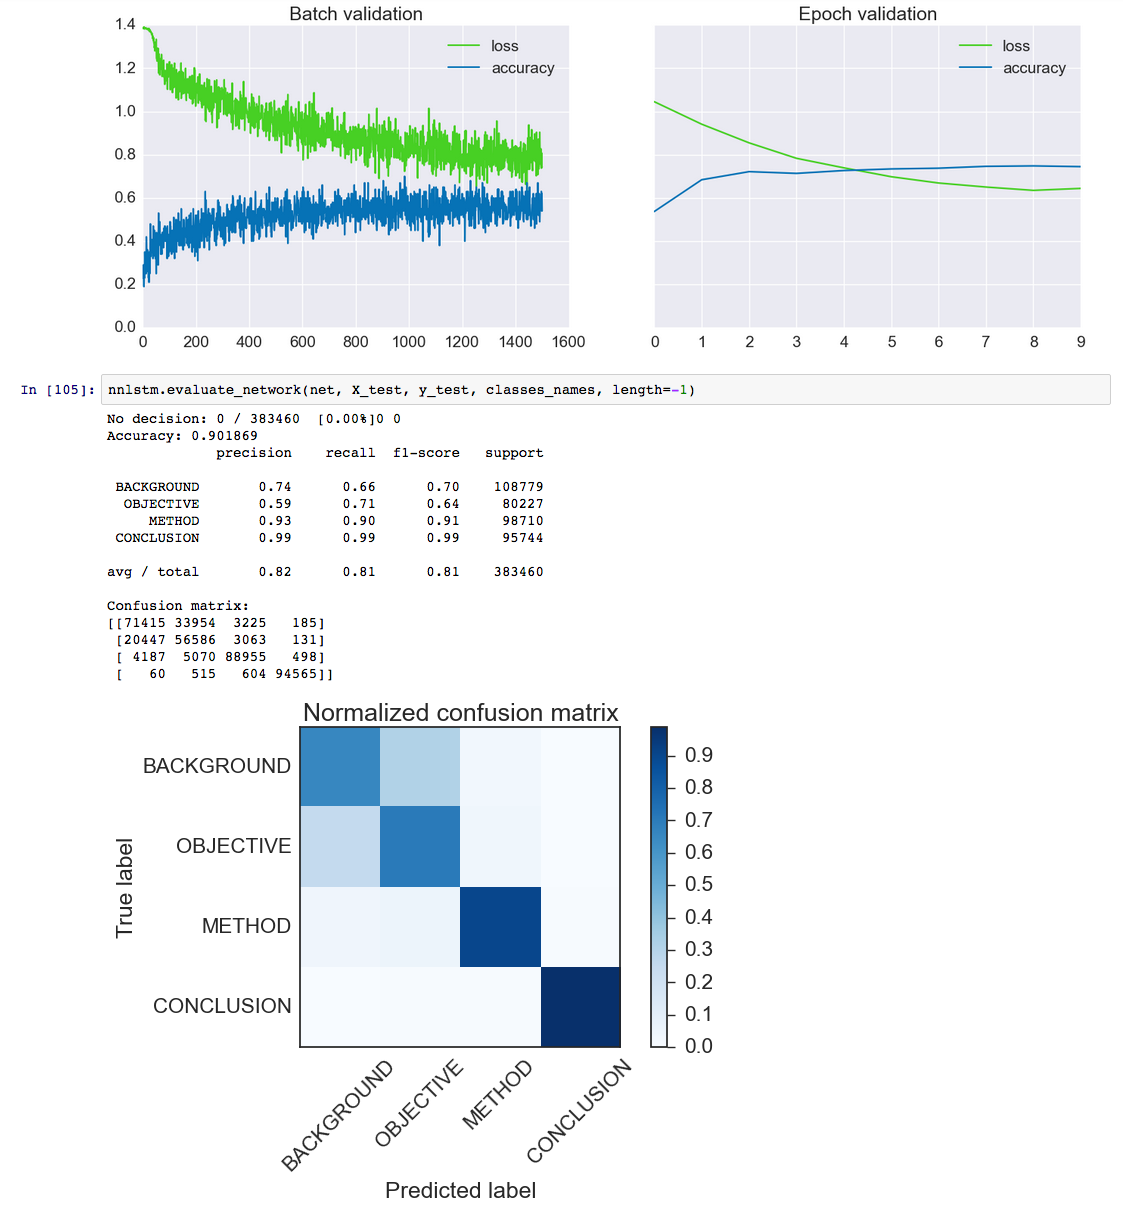 Batch validation
1.4
1.2
1.0
0.8
0.6
0.4
0.2
0.0
loss
accuracy
0 200 400 600 800 1000 1200 1400 1600
Epoch validation
loss
accuracy
0 1 2 3 4 5 6 7 8 9
In [105]: nnlstm.evaluate_network(net, X_test, y_test, classes_names, length=-1)
No decision: 0 / 383460  [0.00%]0 0
Accuracy: 0.901869
precision recall f1-score support
BACKGROUND 0.74 0.66 0.70 108779
OBJECTIVE 0.59 0.71 0.64 80227
METHOD 0.93 0.90 0.91 98710
CONCLUSION 0.99 0.99 0.99 95744
avg / total 0.82 0.81 0.81 383460
Confusion matrix:
[[71415 33954  3225   185]
[20447 56586  3063   131]
[ 4187  5070 88955   498]
[   60   515   604 94565]]
Normalized confusion matrix
True label
BACKGROUND
OBJECTIVE
METHOD
CONCLUSION
BACKGROUND
OBJECTIVE
METHOD
CONCLUSION
Predicted label
0.9
0.8
0.7
0.6
0.5
0.4
0.3
0.2
0.1
0.0